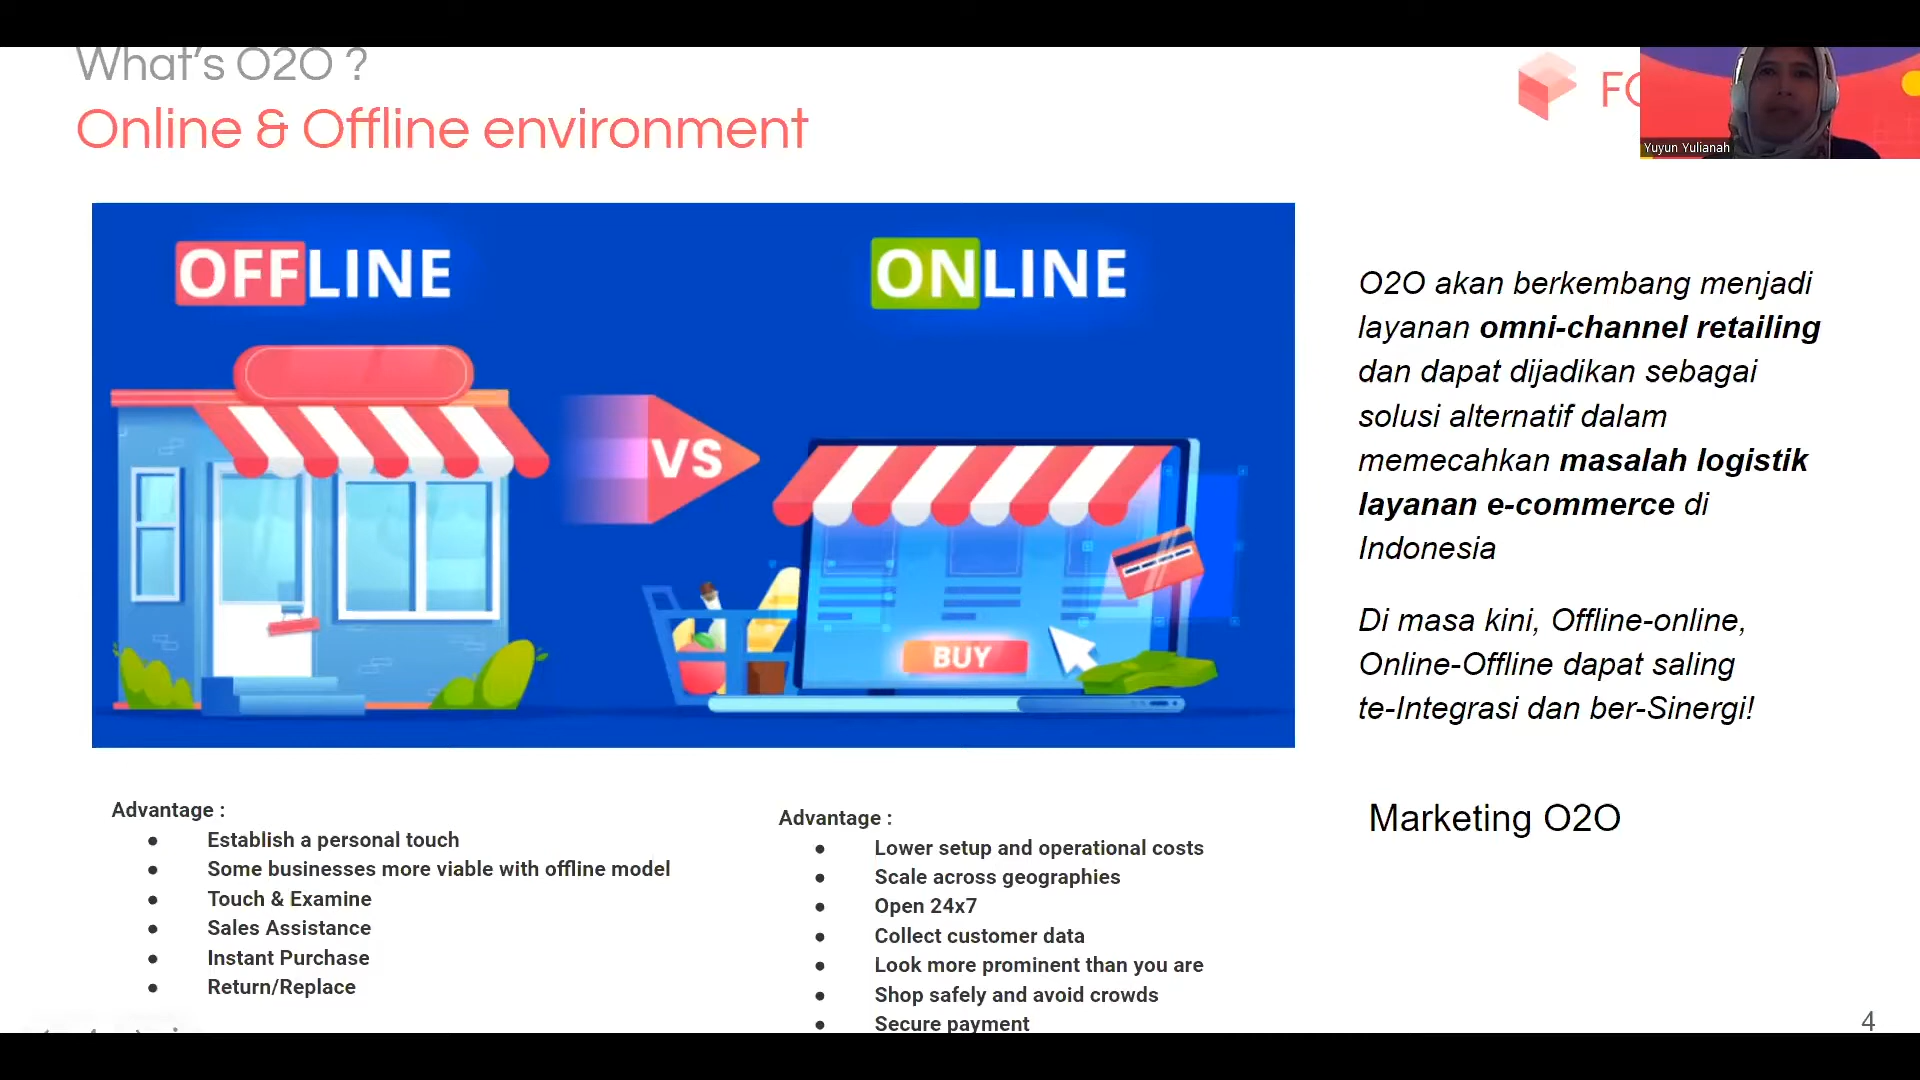 What's O2O ?
Online & Offline environment
Yuyun Yulianah
OFFLINE
ONLINE
VS
BUY
O2O akan berkembang menjadi
layanan omni-channel retailing
dan dapat dijadikan sebagai
solusi alternatif dalam
memecahkan masalah logistik
layanan e-commerce di
Indonesia
Di masa kini, Offline-online,
Online-Offline dapat saling
te-Integrasi dan ber-Sinergi!
Marketing O2O
Advantage :
● Establish a personal touch
● Some businesses more viable with offline model
● Touch & Examine
● Sales Assistance
● Instant Purchase
● Return/Replace
Advantage :
● Lower setup and operational costs
● Scale across geographies
● Open 24x7
● Collect customer data
● Look more prominent than you are
● Shop safely and avoid crowds
● Secure payment
4